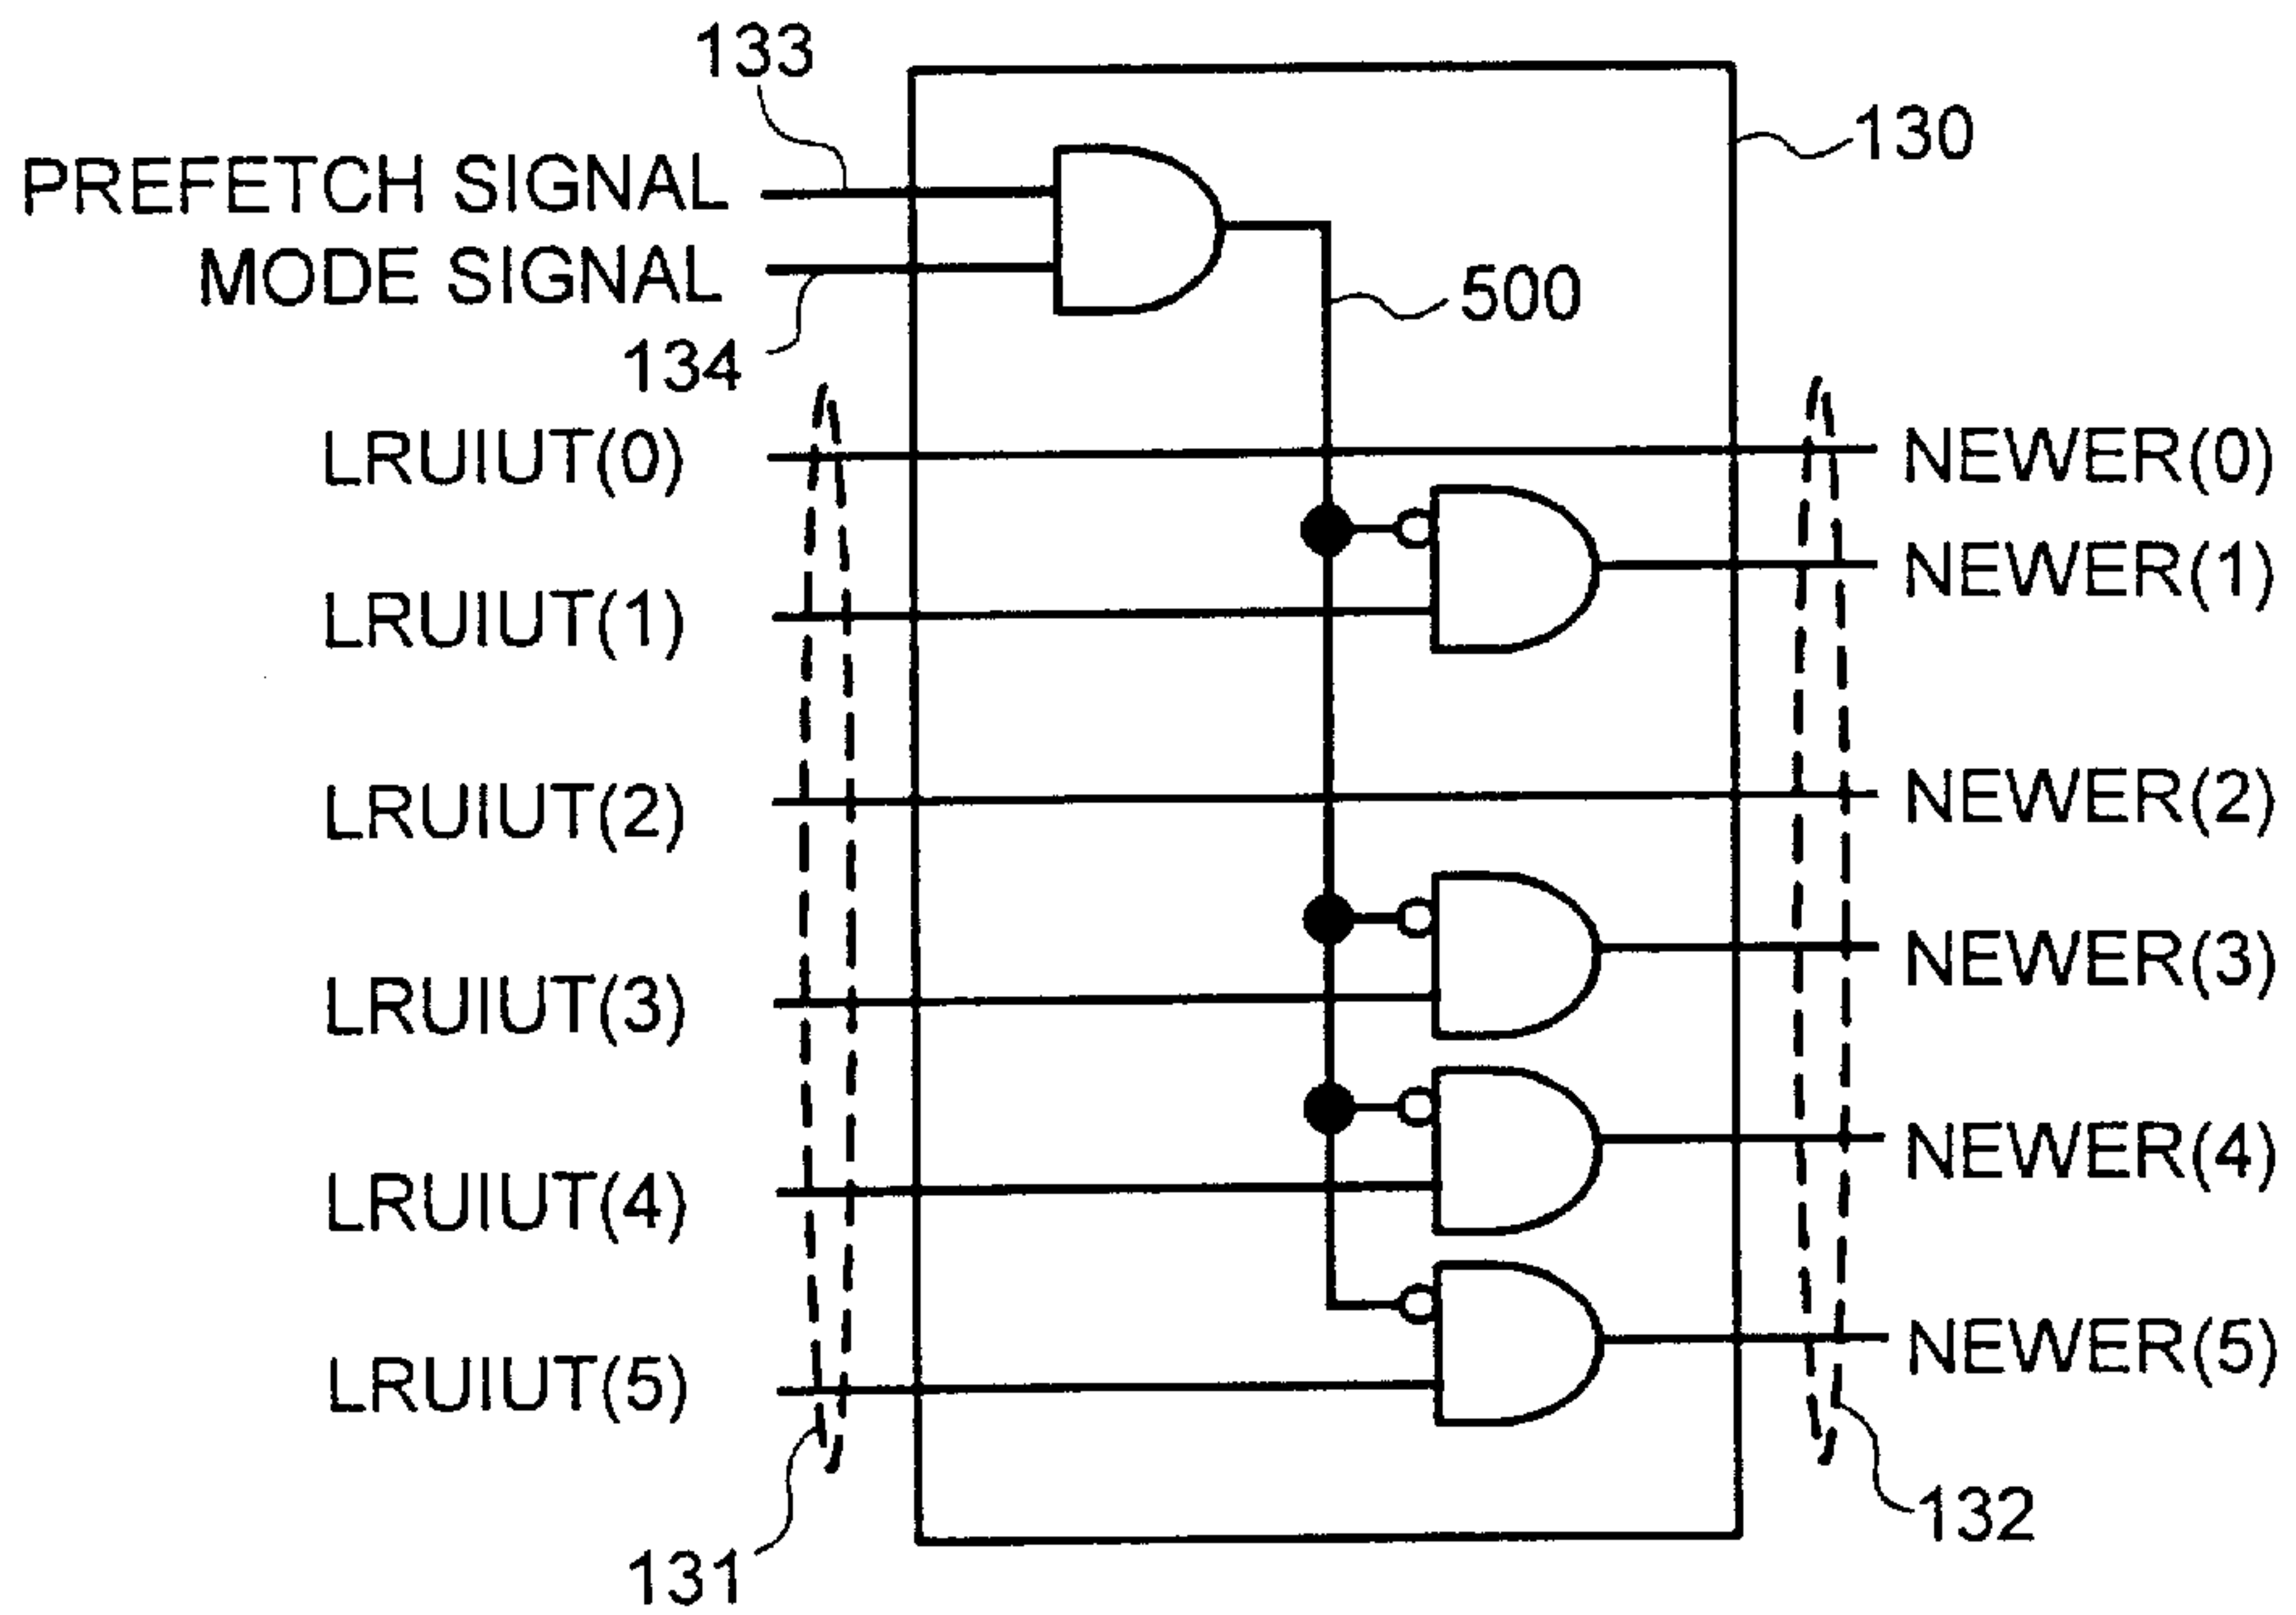 133
130
PREFETCH SIGNAL
MODE SIGNAL
500
134
LRUIUT(0)
NEWER(0)
NEWER(1)
LRUIUT(1)
LRUIUT(2)
NEWER(2)
NEWER(3)
LRUIUT(3)
NEWER(4)
LRUIUT(4)
NEWER(5)
LRUIUT(5)
132
131